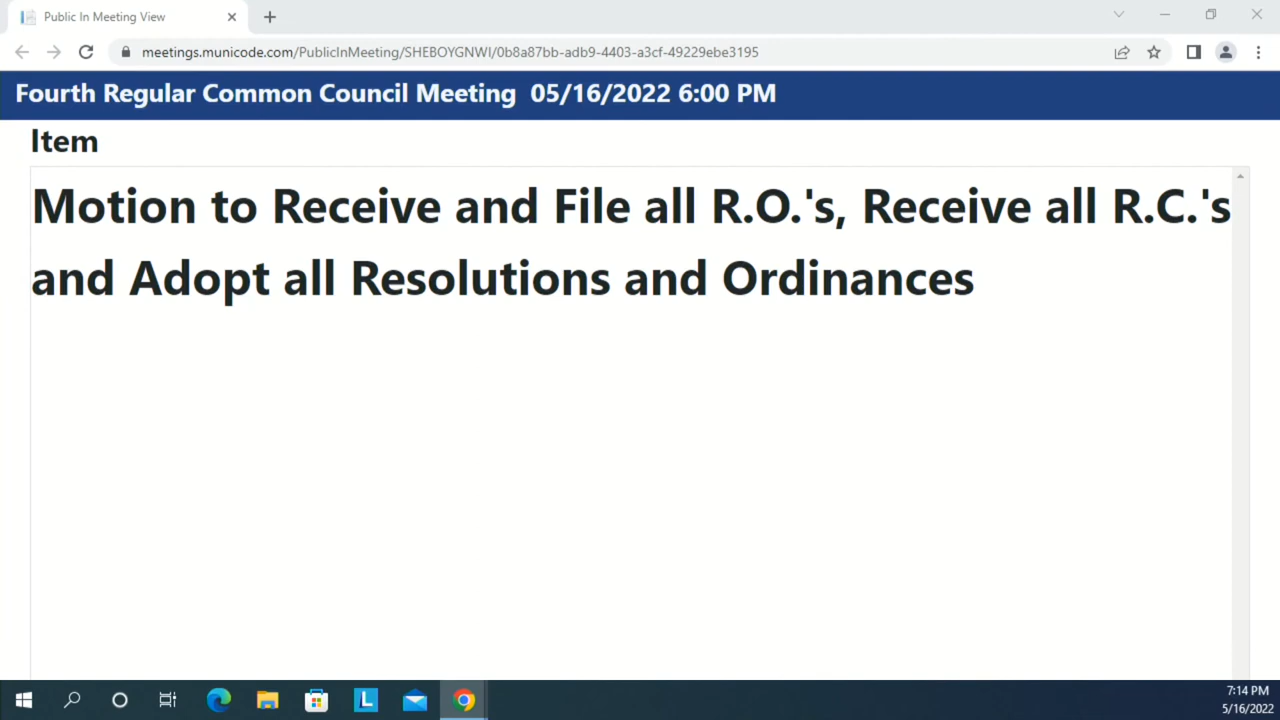 Public In Meeting View
meetings.municode.com/PublicInMeeting/SHEBOYGNWI/0b8a87bb-adb9-4403-a3cf-49229ebe3195
Fourth Regular Common Council Meeting 05/16/2022 6:00 PM
Item
Motion to Receive and File all R.O.'s, Receive all R.C.'s
and Adopt all Resolutions and Ordinances
L
7:14 PM
5/16/2022